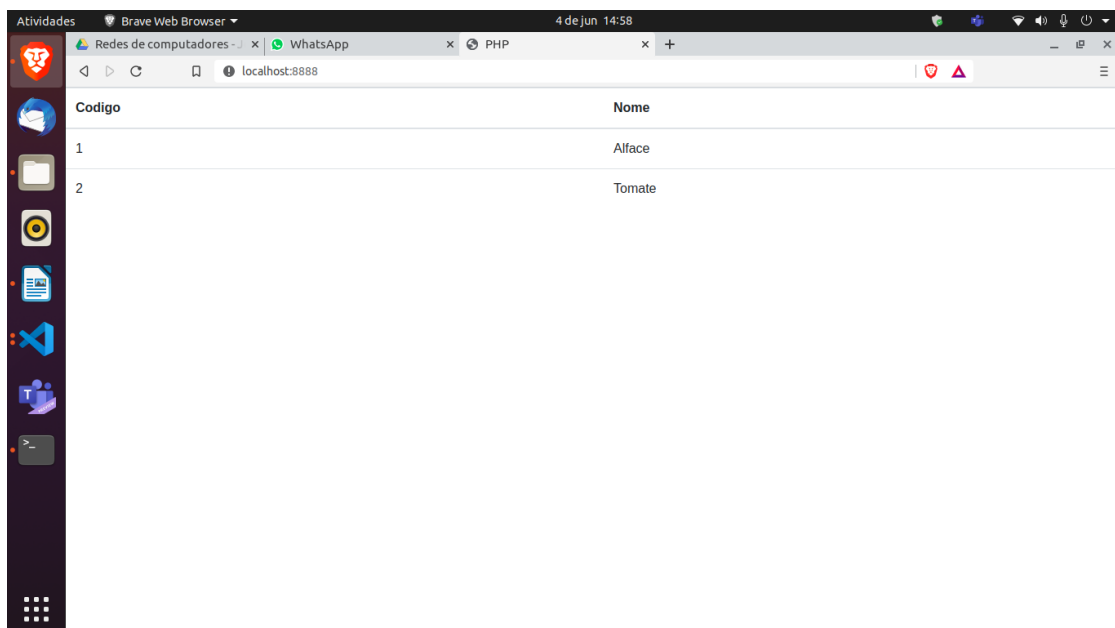 Atividades Brave Web Browser 4 de jun 14:58
Redes de computadores - J WhatsApp PHP
localhost:8888
Codigo Nome
1 Alface
2 Tomate
T
>_